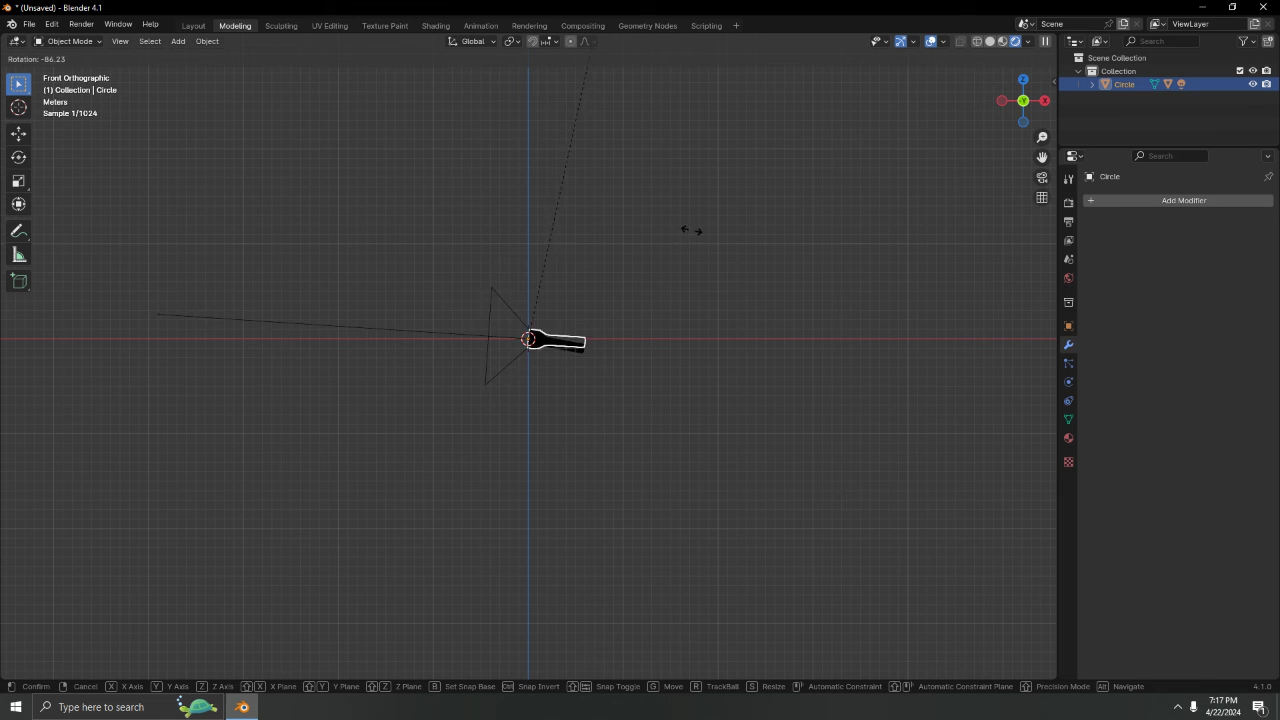 * (Unsaved) - Blender 4.1
File Edit Render Window Help Layout Modeling Sculpting UV Editing Texture Paint Shading Animation Rendering Compositing Geometry Nodes Scripting + Scene ViewLayer
Object Mode View Select Add Object Global Search
Rotation: -86.23
Front Orthographic
(1) Collection | Circle
Meters
Sample 1/1024
Z
X
Y
Scene Collection
Collection
Circle
Search
Circle
+ Add Modifier
Confirm Cancel X X Axis Y Y Axis Z Z Axis X X Plane Y Y Plane Z Z Plane B Set Snap Base Ctrl Snap Invert Snap Toggle G Move R TrackBall S Resize Automatic Constraint Automatic Constraint Plane Precision Mode Alt Navigate 4.1.0
Type here to search
7:17 PM
4/22/2024